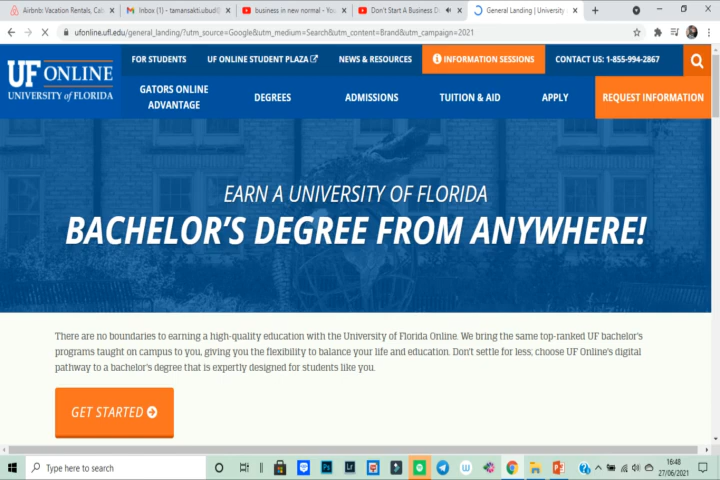 Airbnb: Vacation Rentals, Cab
Inbox (1) - tamansakti.ubud@
business in new normal - You
Don't Start A Business D
General Landing | University
ufonline.ufl.edu/general_landing/?utm_source=Google&utm_medium=Search&utm_content=Brand&utm_campaign=2021
UF ONLINE
UNIVERSITY of FLORIDA
FOR STUDENTS
UF ONLINE STUDENT PLAZA
NEWS & RESOURCES
INFORMATION SESSIONS
CONTACT US: 1-855-994-2867
GATORS ONLINE
ADVANTAGE
DEGREES
ADMISSIONS
TUITION & AID
APPLY
REQUEST INFORMATION
EARN A UNIVERSITY OF FLORIDA
BACHELOR'S DEGREE FROM ANYWHERE!
There are no boundaries to earning a high-quality education with the University of Florida Online. We bring the same top-ranked UF bachelor's
programs taught on campus to you, giving you the flexibility to balance your life and education. Don't settle for less; choose UF Online's digital
pathway to a bachelor's degree that is expertly designed for students like you.
GET STARTED
Type here to search
16:48
27/06/2021